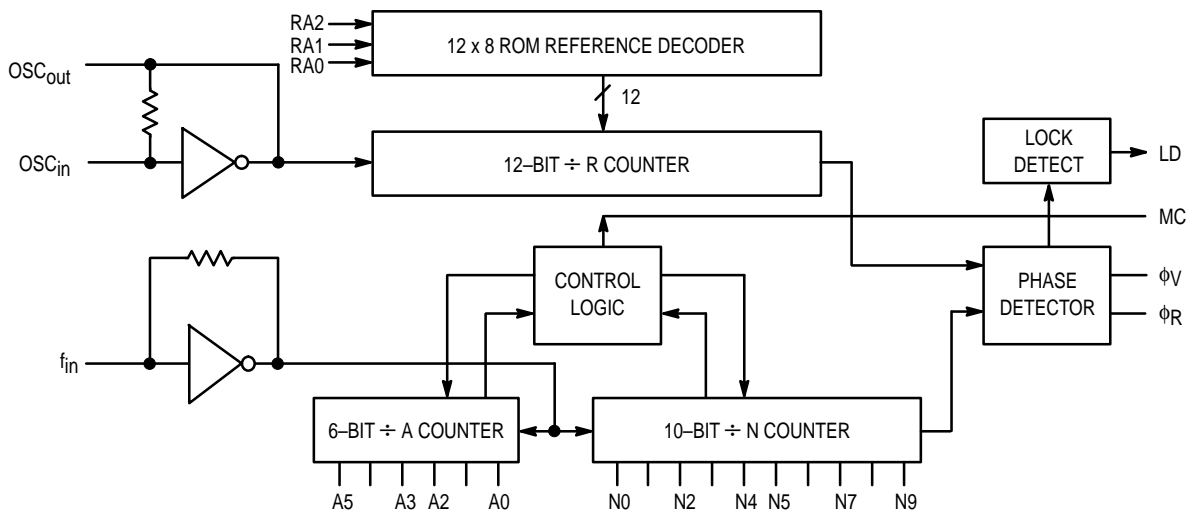 RA2
RA1
RA0
12 x 8 ROM REFERENCE DECODER
OSCout
12
OSCin
12–BIT ÷ R COUNTER
LOCK
DETECT
LD
MC
CONTROL
LOGIC
PHASE
DETECTOR
ϕV
ϕR
fin
6–BIT ÷ A COUNTER
10–BIT ÷ N COUNTER
A5 A3 A2 A0 N0 N2 N4 N5 N7 N9